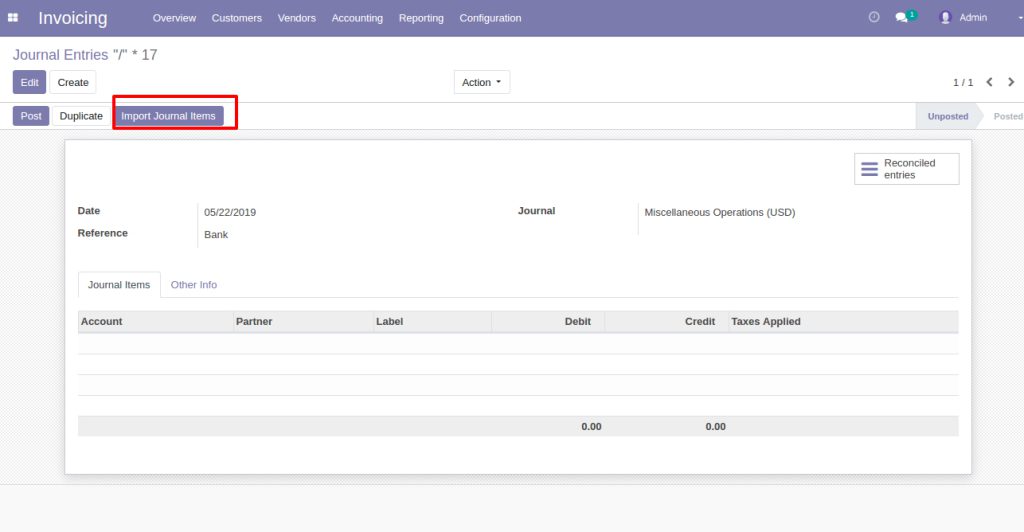 Invoicing Overview Customers Vendors Accounting Reporting Configuration 1 Admin
Journal Entries "/" * 17
Edit Create Action 1 / 1
Post Duplicate Import Journal Items Unposted Posted
Reconciled
entries
Date 05/22/2019 Journal Miscellaneous Operations (USD)
Reference Bank
Journal Items Other Info
Account Partner Label Debit Credit Taxes Applied
0.00 0.00